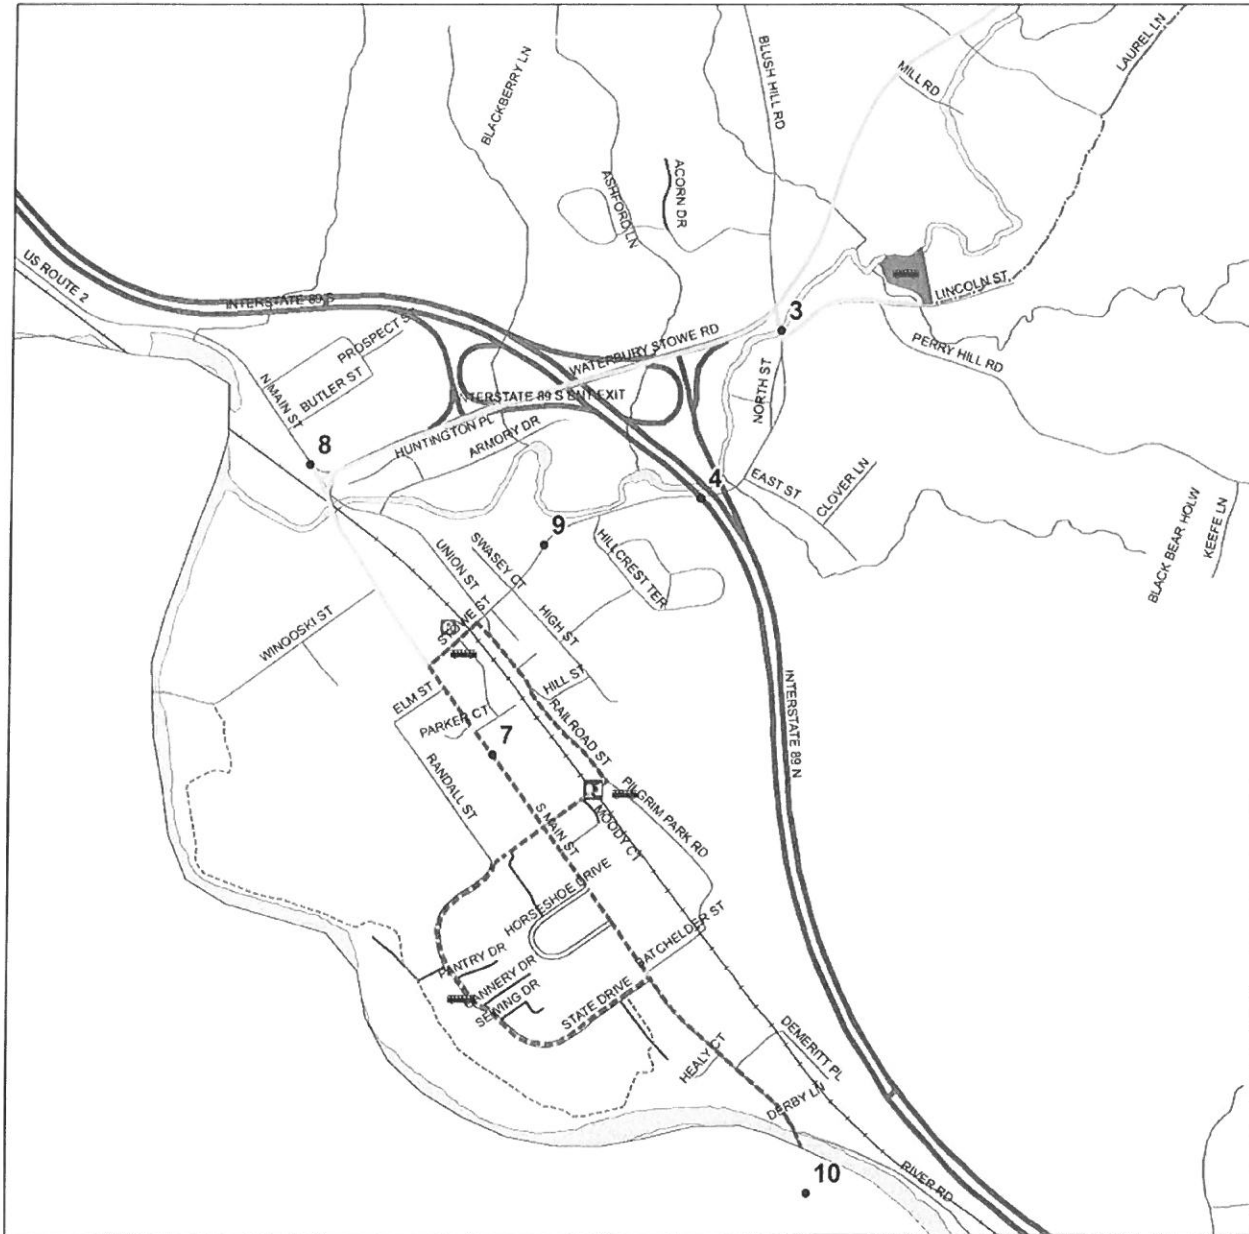 BLACKBERRY LN
BLUSH HILL RD
LAUREL LN
MILL RD
ASHFORD LN
ACORN DR
US ROUTE 2
INTERSTATE 89 S
LINCOLN ST
3
WATERBURY STOWE RD
PERRY HILL RD
PROSPECT ST
BUTLER ST
N MAIN ST
INTERSTATE 89 S ENT EXIT
NORTH ST
HUNTINGTON PL
ARMORY DR
8
4
EAST ST
CLOVER LN
BLACK BEAR HOLW
KEEFE LN
9
UNION ST
SWASEY CT
HILLCREST TER
HIGH ST
WINOOSKI ST
STOWE ST
HILL ST
ELM ST
PARKER CT
RAILROAD ST
INTERSTATE 89 N
7
RANDALL ST
PILGRIM PARK RD
S MAIN ST
MOODY CT
HORSESHOE DRIVE
BATCHELDER ST
PANTRY DR
CANNERY DR
SEWING DR
STATE DRIVE
HEALY CT
DEMERITT PL
DERBY LN
RIVER RD
10